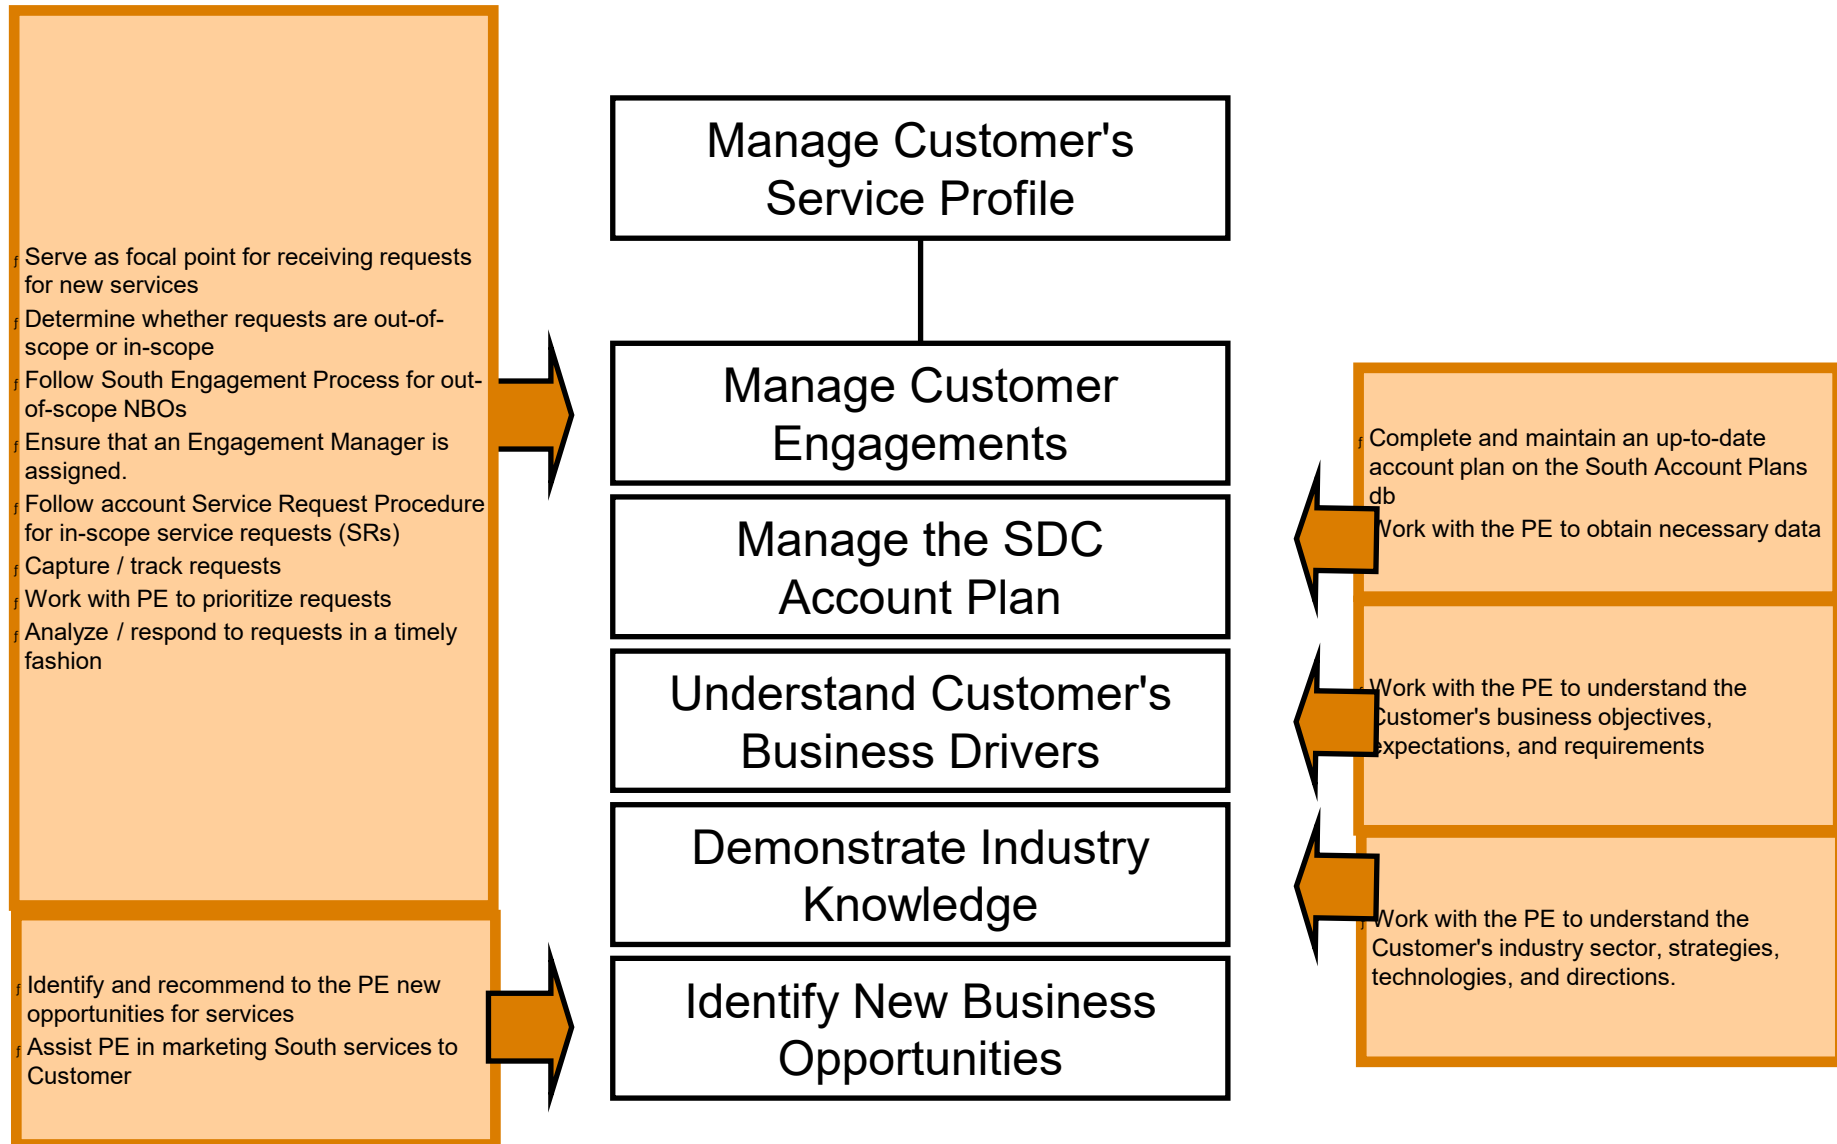 Manage Customer's
Service Profile
ƒ Serve as focal point for receiving requests
for new services
ƒ Determine whether requests are out-of-
scope or in-scope
ƒ Follow South Engagement Process for out-
of-scope NBOs
ƒ Ensure that an Engagement Manager is
assigned.
ƒ Follow account Service Request Procedure
for in-scope service requests (SRs)
ƒ Capture / track requests
ƒ Work with PE to prioritize requests
ƒ Analyze / respond to requests in a timely
fashion
Manage Customer
Engagements
Manage the SDC
Account Plan
ƒ Complete and maintain an up-to-date
account plan on the South Account Plans
db
Work with the PE to obtain necessary data
Understand Customer's
Business Drivers
ƒ Work with the PE to understand the
Customer's business objectives,
expectations, and requirements
Demonstrate Industry
Knowledge
ƒ Work with the PE to understand the
Customer's industry sector, strategies,
technologies, and directions.
ƒ Identify and recommend to the PE new
opportunities for services
ƒ Assist PE in marketing South services to
Customer
Identify New Business
Opportunities